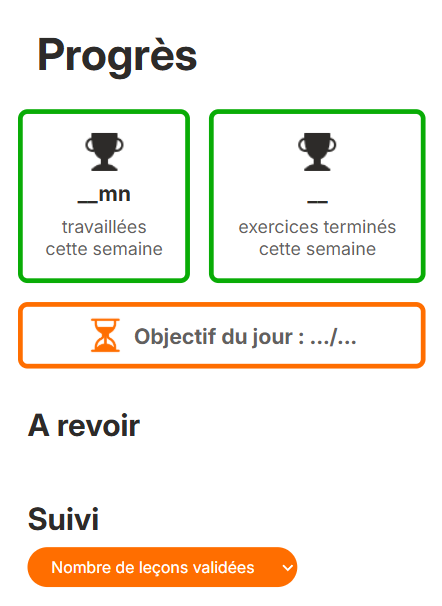 Progrès
__mn
travaillées
cette semaine
__
exercices terminés
cette semaine
Objectif du jour : .../...
A revoir
Suivi
Nombre de leçons validées